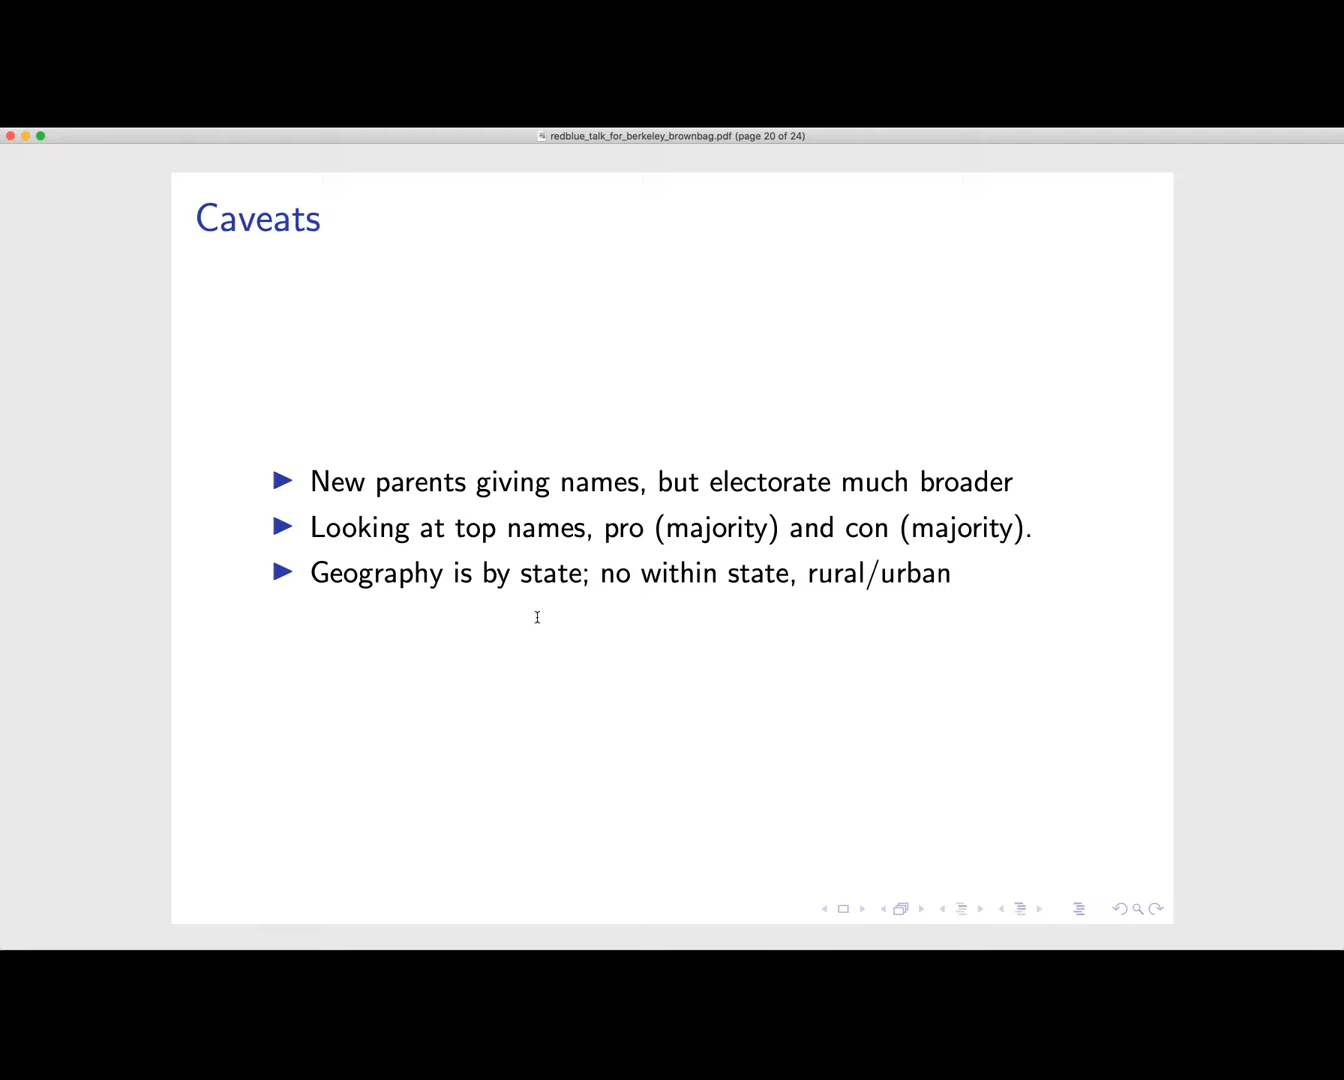 redblue_talk_for_berkeley_brownbag.pdf (page 20 of 24)
Caveats
New parents giving names, but electorate much broader
Looking at top names, pro (majority) and con (majority).
Geography is by state; no within state, rural/urban